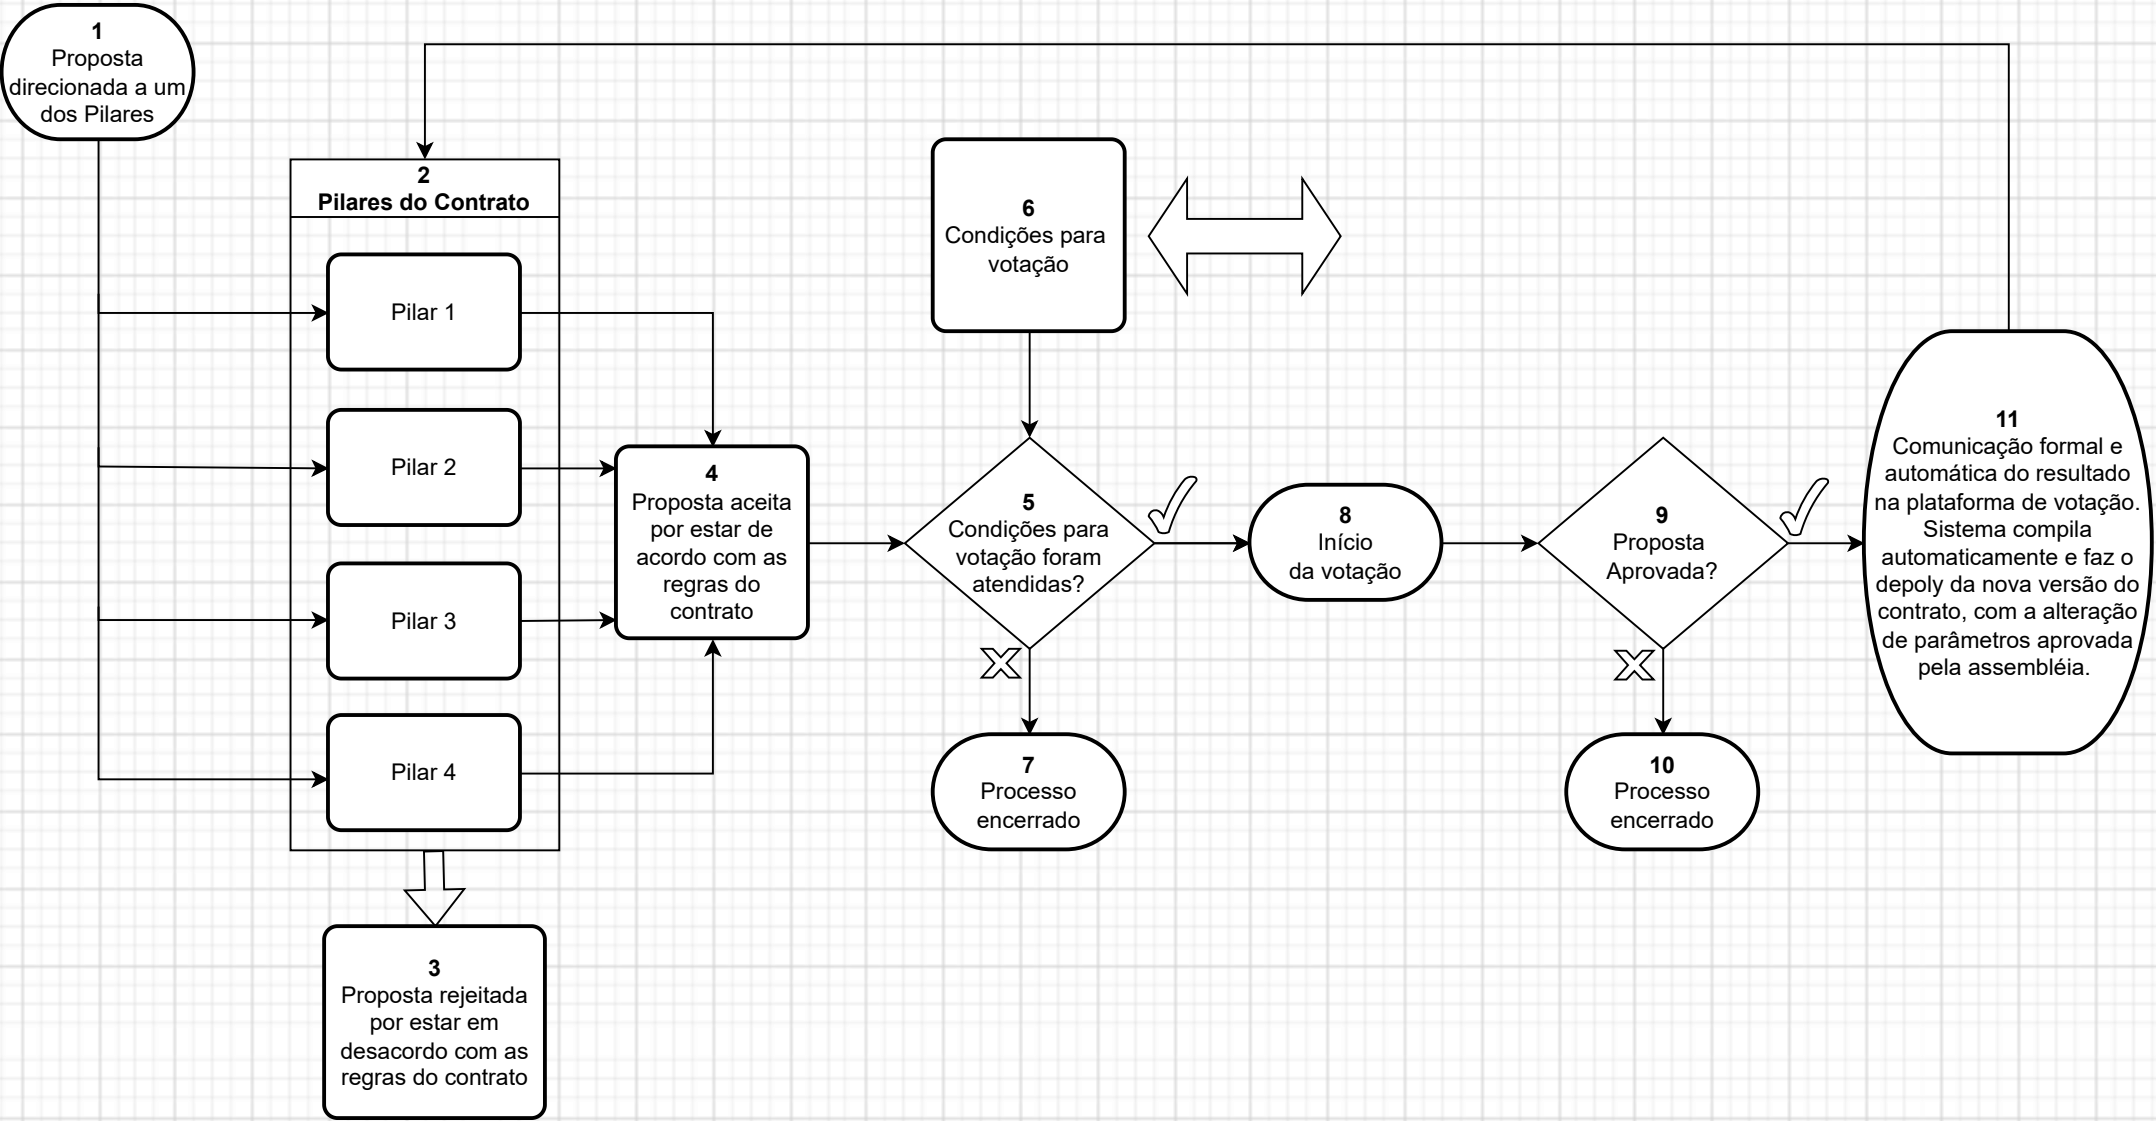 1
Proposta
direcionada a um
dos Pilares
2
Pilares do Contrato
Pilar 1
Pilar 2
Pilar 3
Pilar 4
3
Proposta rejeitada
por estar em
desacordo com as
regras do contrato
4
Proposta aceita
por estar de
acordo com as
regras do
contrato
5
Condições para
votação foram
atendidas?
6
Condições para
votação
7
Processo
encerrado
8
Início
da votação
9
Proposta
Aprovada?
10
Processo
encerrado
11
Comunicação formal e
automática do resultado
na plataforma de votação.
Sistema compila
automaticamente e faz o
depoly da nova versão do
contrato, com a alteração
de parâmetros aprovada
pela assembléia.